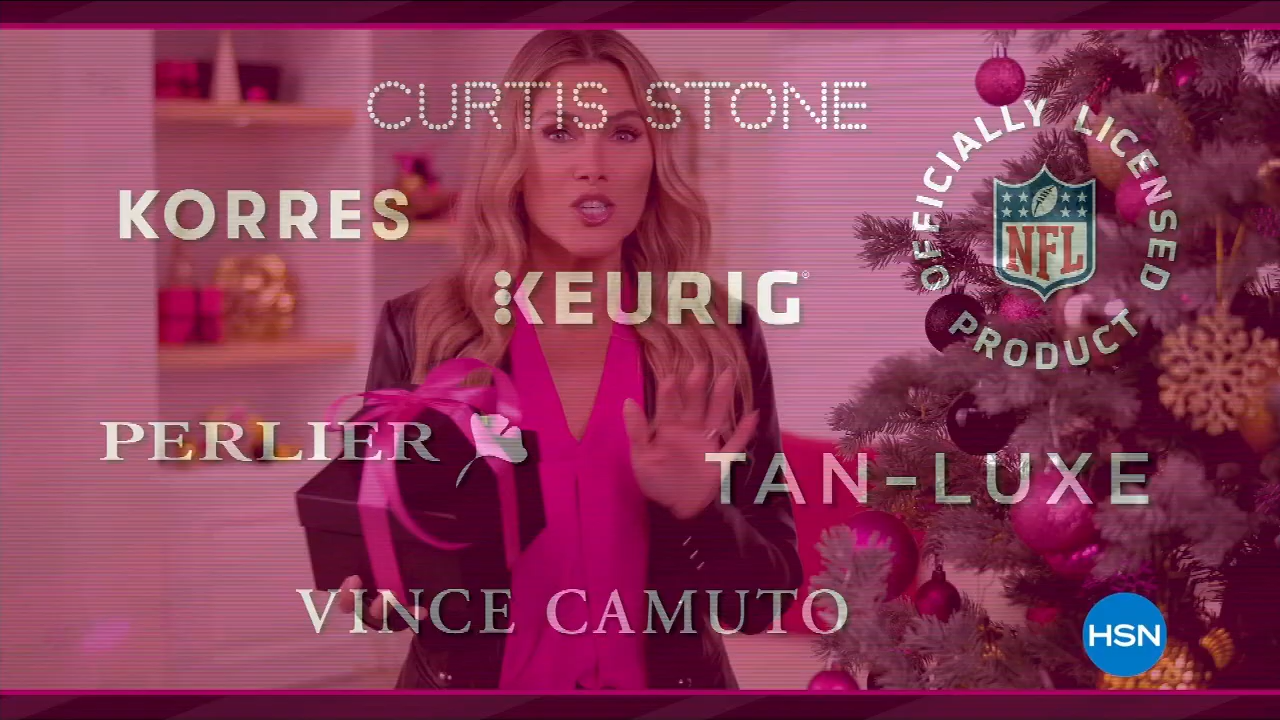 CURTIS STONE
OFFICIALLY LICENSED
NFL
PRODUCT
KORRES
KEURIG®
PERLIER
TAN-LUXE
VINCE CAMUTO
HSN